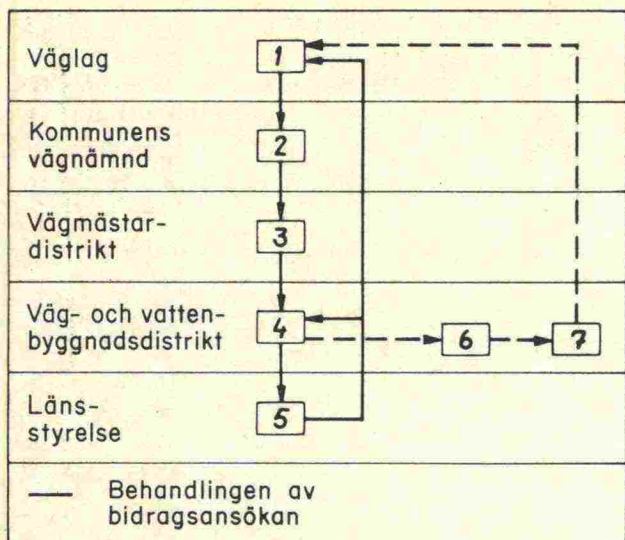 Väglag
1
Kommunens
vägnämnd
2
Vägmästar-
distrikt
3
Väg- och vatten-
byggnadsdistrikt
4
6
7
Läns-
styrelse
5
Behandlingen av
bidragsansökan